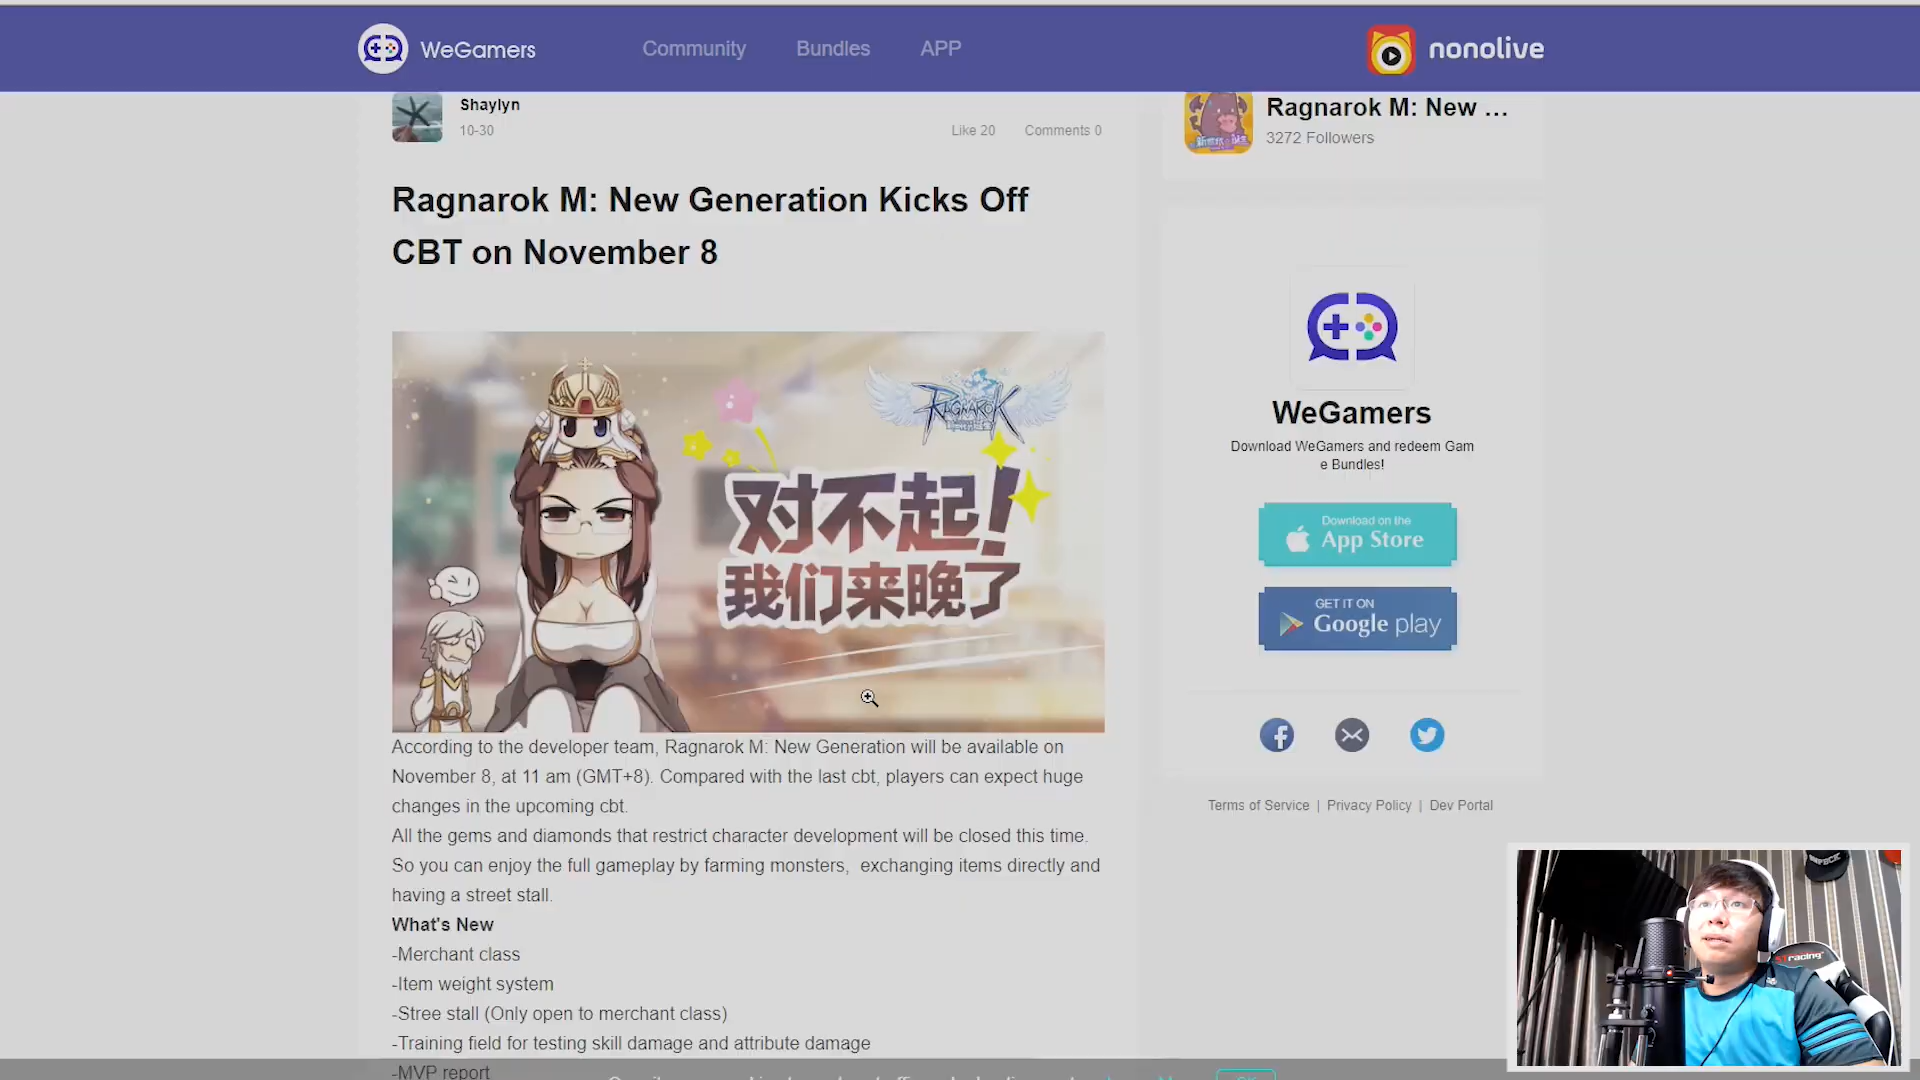 WeGamers
Community
Bundles
APP
nonolive
Shaylyn
10-30
Like 20
Comments 0
Ragnarok M: New Generation Kicks Off
CBT on November 8
RAGNAROK
对不起!
我们来晚了
According to the developer team, Ragnarok M: New Generation will be available on
November 8, at 11 am (GMT+8). Compared with the last cbt, players can expect huge
changes in the upcoming cbt.
All the gems and diamonds that restrict character development will be closed this time.
So you can enjoy the full gameplay by farming monsters,  exchanging items directly and
having a street stall.
What's New
-Merchant class
-Item weight system
-Stree stall (Only open to merchant class)
-Training field for testing skill damage and attribute damage
-MVP report
Ragnarok M: New ...
3272 Followers
WeGamers
Download WeGamers and redeem Gam
e Bundles!
Download on the
App Store
GET IT ON
Google play
Terms of Service | Privacy Policy | Dev Portal
racing